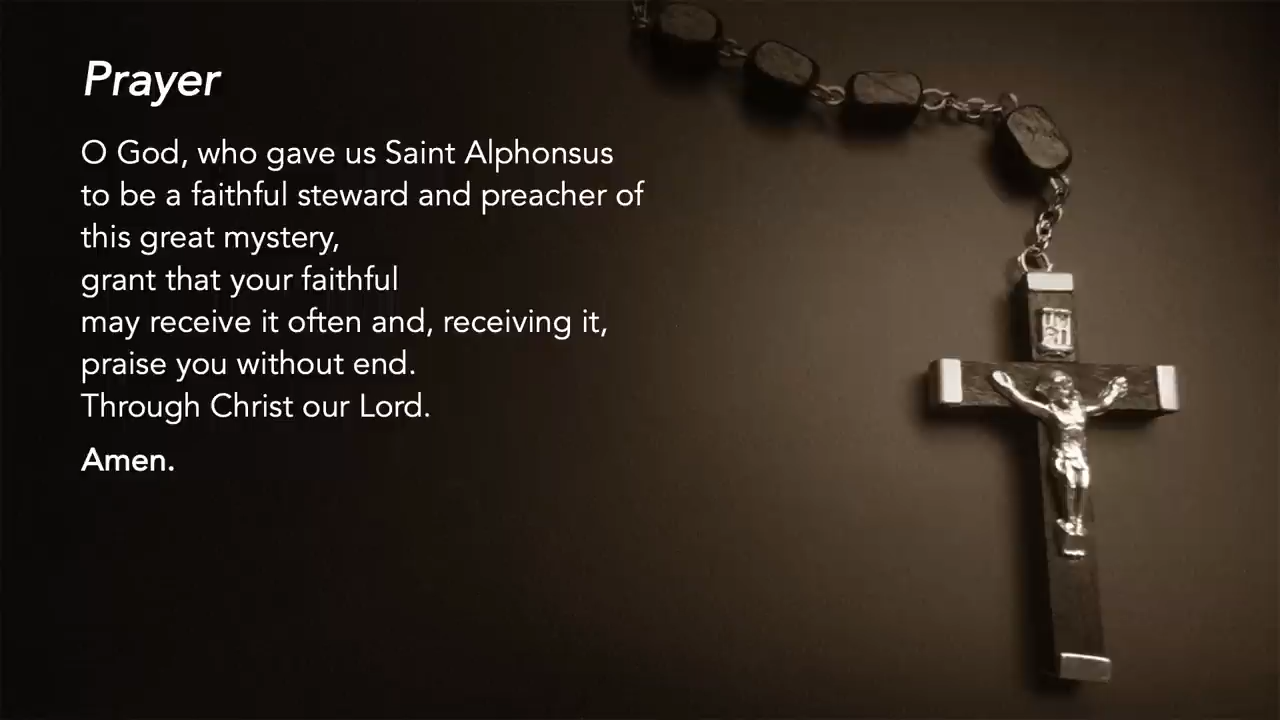 Prayer
O God, who gave us Saint Alphonsus
to be a faithful steward and preacher of
this great mystery,
grant that your faithful
may receive it often and, receiving it,
praise you without end.
Through Christ our Lord.
Amen.